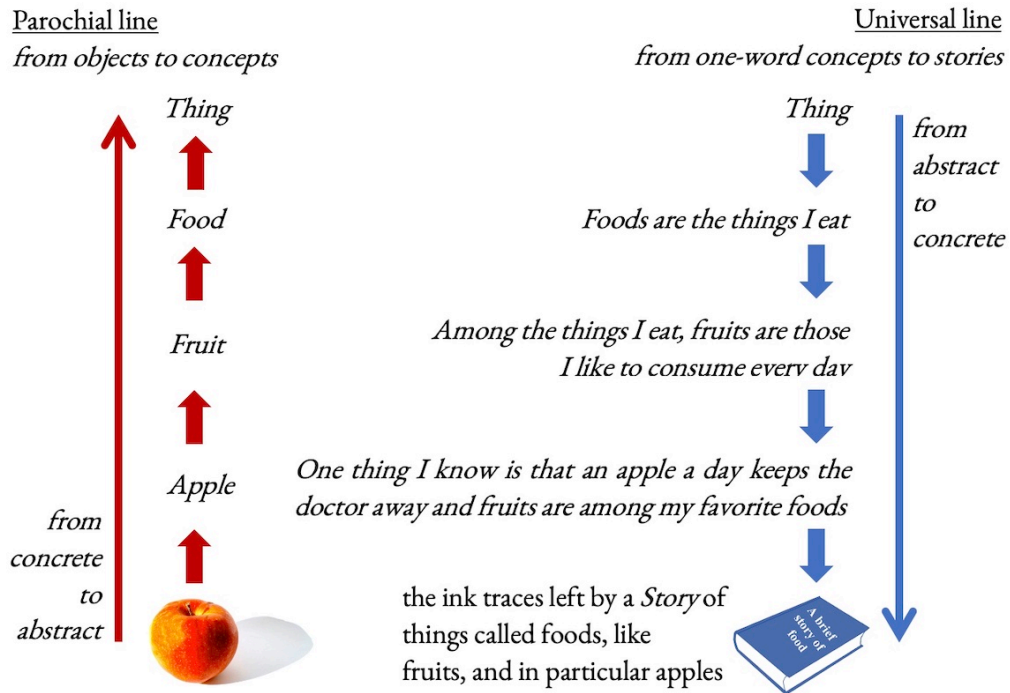 Parochial line
from objects to concepts
Thing
Food
Fruit
Apple
from
concrete
to
abstract
Universal line
from one-word concepts to stories
Thing
from
abstract
to
concrete
Foods are the things I eat
Among the things I eat, fruits are those
I like to consume every day
One thing I know is that an apple a day keeps the
doctor away and fruits are among my favorite foods
the ink traces left by a Story of
things called foods, like
fruits, and in particular apples
A brief
story of
food